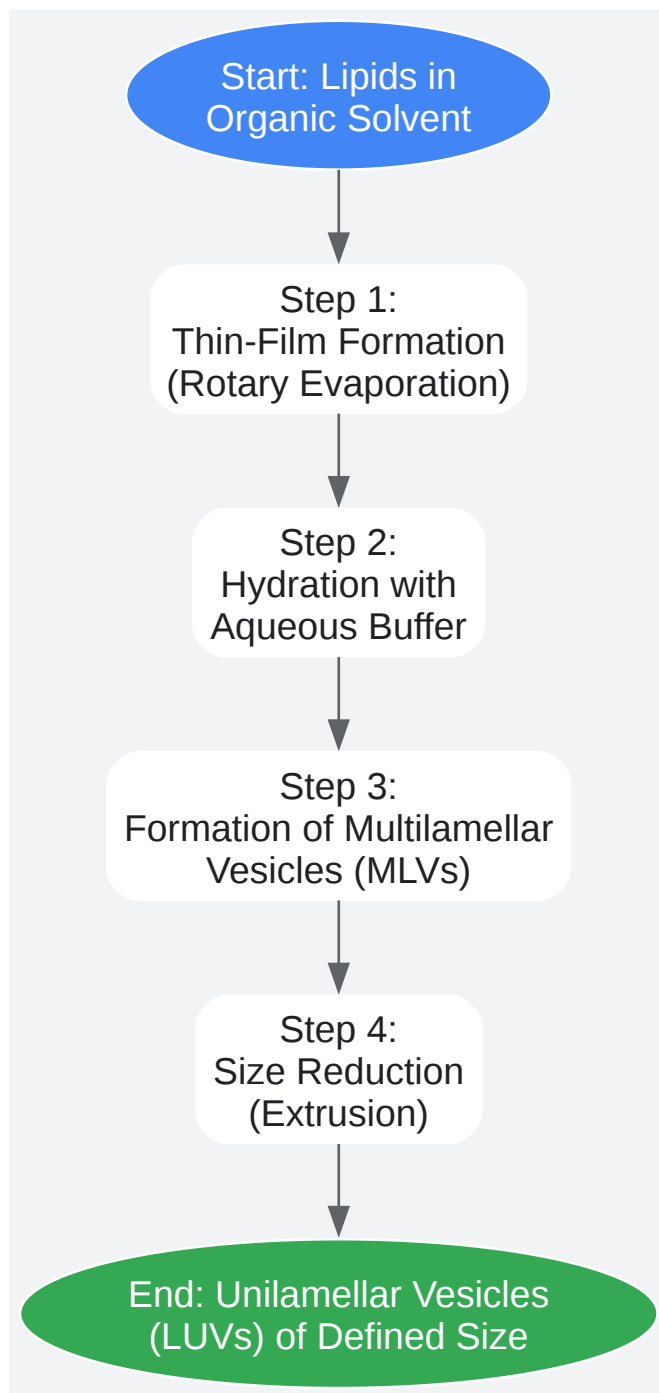 Start: Lipids in
Organic Solvent
Step 1:
Thin-Film Formation
(Rotary Evaporation)
Step 2:
Hydration with
Aqueous Buffer
Step 3:
Formation of Multilamellar
Vesicles (MLVs)
Step 4:
Size Reduction
(Extrusion)
End: Unilamellar Vesicles
(LUVs) of Defined Size